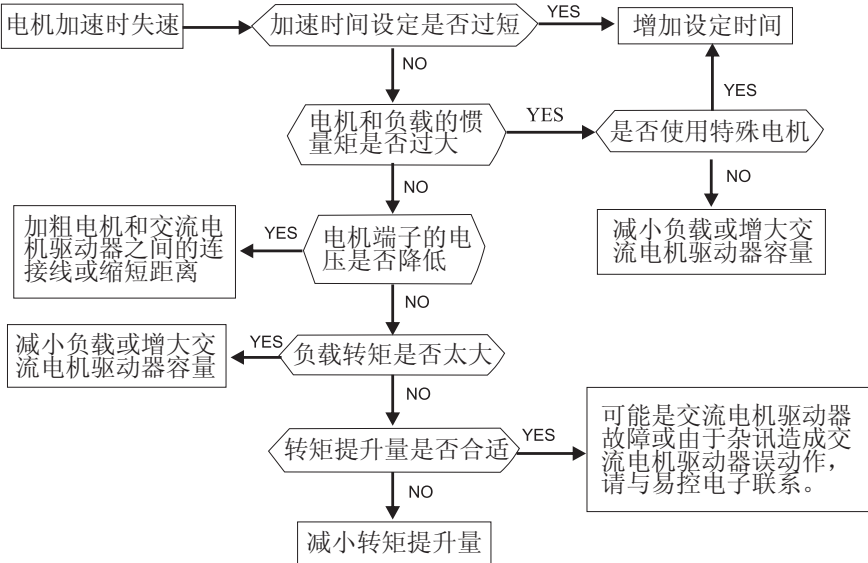 电机加速时失速
加速时间设定是否过短
YES
增加设定时间
NO
YES
电机和负载的惯
量矩是否过大
YES
是否使用特殊电机
NO
NO
加粗电机和交流电
机驱动器之间的连
接线或缩短距离
YES
电机端子的电
压是否降低
减小负载或增大交
流电机驱动器容量
NO
减小负载或增大交
流电机驱动器容量
YES
负载转矩是否太大
NO
转矩提升量是否合适
YES
可能是交流电机驱动器
故障或由于杂讯造成交
流电机驱动器误动作，
请与易控电子联系。
NO
减小转矩提升量